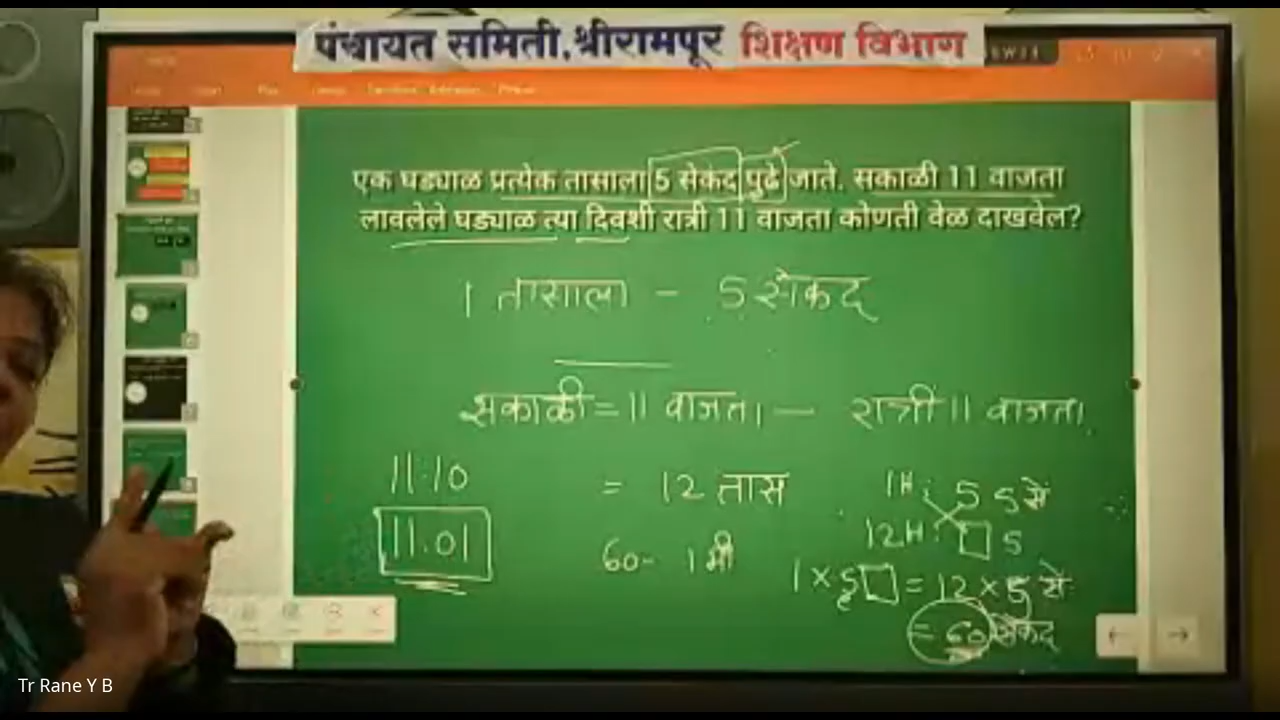 पंचायत समिती,श्रीरामपूर शिक्षण विभाग
एक घड्याळ प्रत्येक तासाला 5 सेकंद पुढे जाते. सकाळी 11 वाजता
लावलेले घड्याळ त्या दिवशी रात्री 11 वाजता कोणती वेळ दाखवेल?
1 तासाला - 5 सेकंद
सकाळी = 11 वाजता — रात्री 11 वाजता
11.10
= 12 तास
1H : 5 5 से
11.01
60 - 1 मी
12H : 5
1 × = 12 × 5 से
= 60 सेकंद
Tr Rane Y B